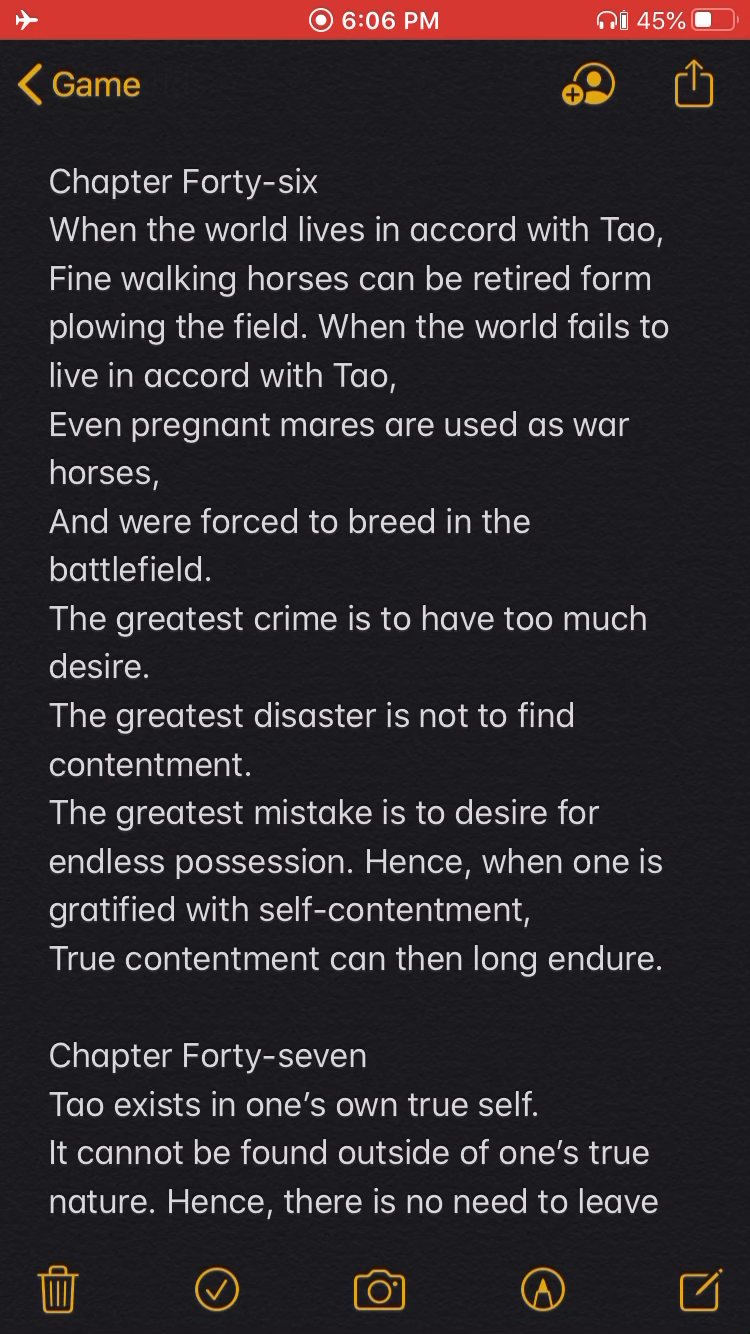 6:06 PM 45%
Game
Chapter Forty-six
When the world lives in accord with Tao,
Fine walking horses can be retired form
plowing the field. When the world fails to
live in accord with Tao,
Even pregnant mares are used as war
horses,
And were forced to breed in the
battlefield.
The greatest crime is to have too much
desire.
The greatest disaster is not to find
contentment.
The greatest mistake is to desire for
endless possession. Hence, when one is
gratified with self-contentment,
True contentment can then long endure.
Chapter Forty-seven
Tao exists in one’s own true self.
It cannot be found outside of one’s true
nature. Hence, there is no need to leave